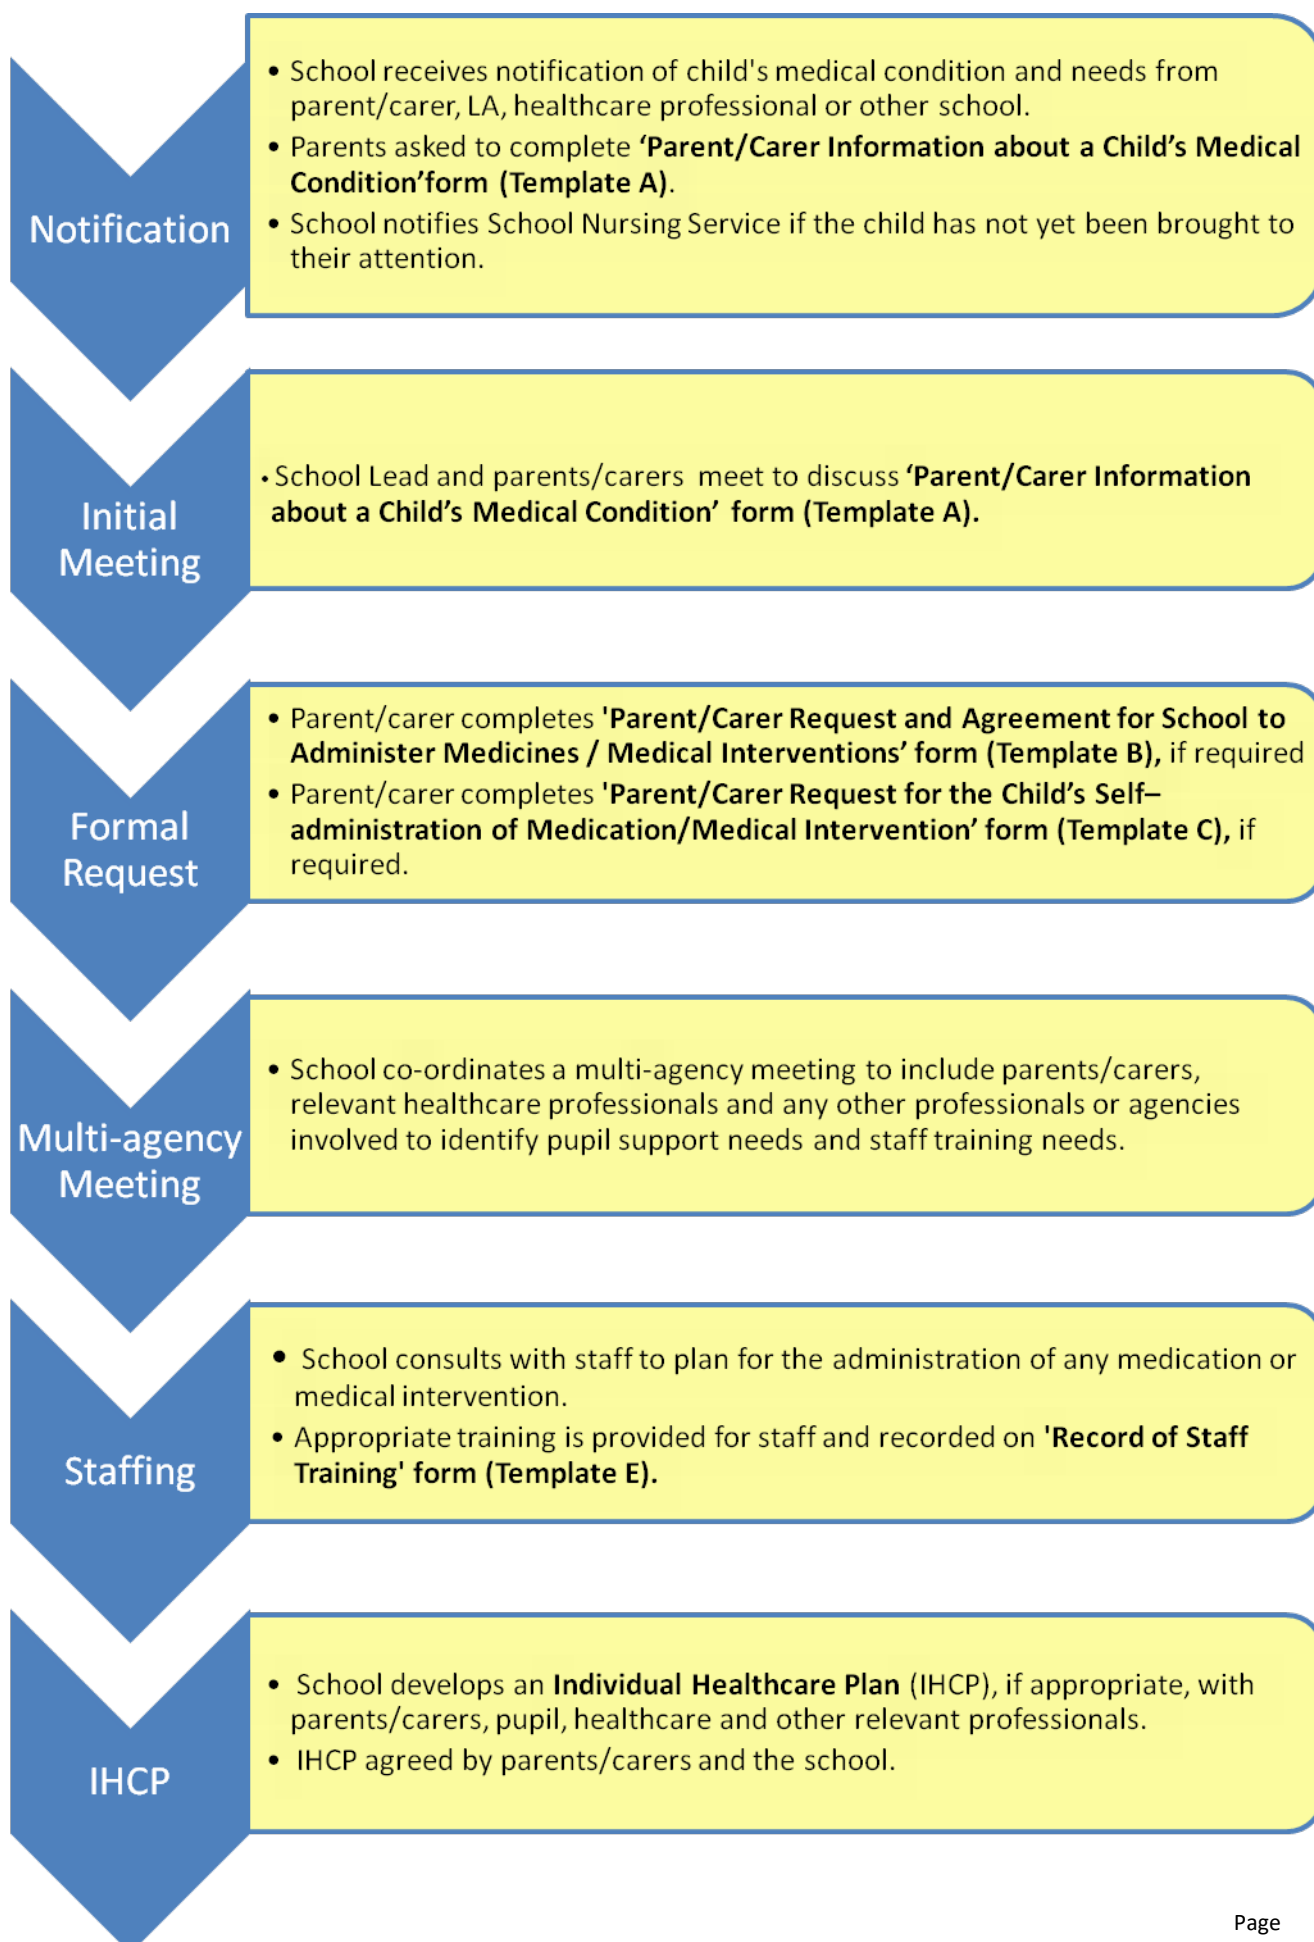 Notification
• School receives notification of child's medical condition and needs from
parent/carer, LA, healthcare professional or other school.
• Parents asked to complete ‘Parent/Carer Information about a Child’s Medical
Condition’form (Template A).
• School notifies School Nursing Service if the child has not yet been brought to
their attention.
Initial
Meeting
• School Lead and parents/carers meet to discuss ‘Parent/Carer Information
about a Child’s Medical Condition’ form (Template A).
Formal
Request
• Parent/carer completes 'Parent/Carer Request and Agreement for School to
Administer Medicines / Medical Interventions’ form (Template B), if required
• Parent/carer completes 'Parent/Carer Request for the Child’s Self–
administration of Medication/Medical Intervention’ form (Template C), if
required.
Multi-agency
Meeting
• School co-ordinates a multi-agency meeting to include parents/carers,
relevant healthcare professionals and any other professionals or agencies
involved to identify pupil support needs and staff training needs.
Staffing
• School consults with staff to plan for the administration of any medication or
medical intervention.
• Appropriate training is provided for staff and recorded on 'Record of Staff
Training' form (Template E).
IHCP
• School develops an Individual Healthcare Plan (IHCP), if appropriate, with
parents/carers, pupil, healthcare and other relevant professionals.
• IHCP agreed by parents/carers and the school.
Page